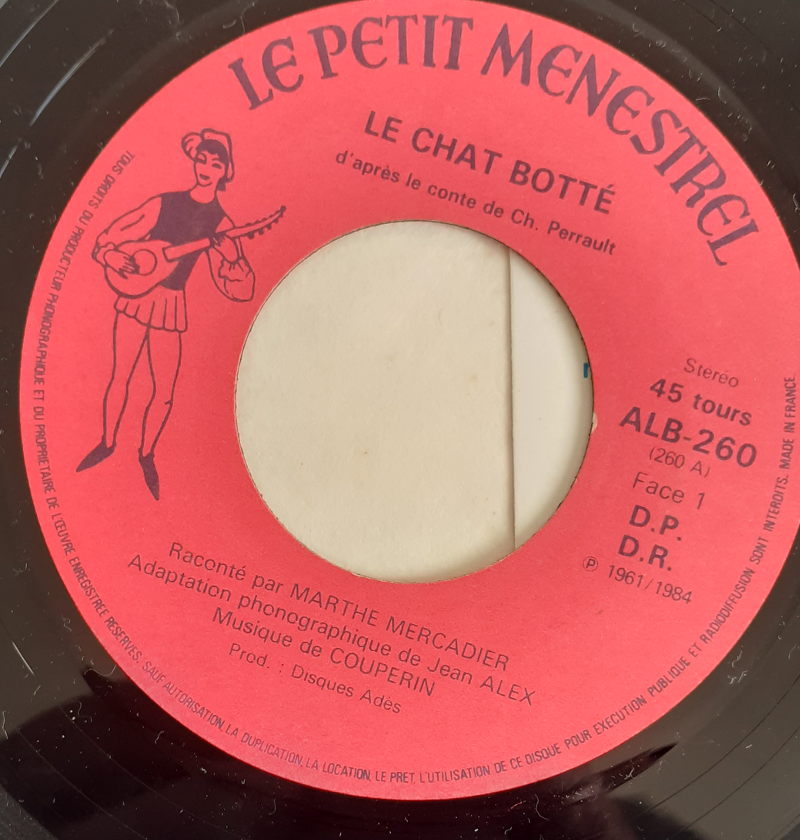 LE PETIT MENESTREL
LE CHAT BOTTÉ
d'après le conte de Ch. Perrault
Stéréo
45 tours
ALB-260
(260 A)
Face 1
D.P.
D.R.
℗ 1961/1984
Raconté par MARTHE MERCADIER
Adaptation phonographique de Jean ALEX
Musique de COUPERIN
Prod. : Disques Adès
TOUS DROITS DU PRODUCTEUR PHONOGRAPHIQUE ET DU PROPRIETAIRE DE L'ŒUVRE ENREGISTREE RESERVES. SAUF AUTORISATION, LA DUPLICATION, LA LOCATION, LE PRET, L'UTILISATION DE CE DISQUE POUR EXECUTION PUBLIQUE ET RADIODIFFUSION SONT INTERDITS. MADE IN FRANCE